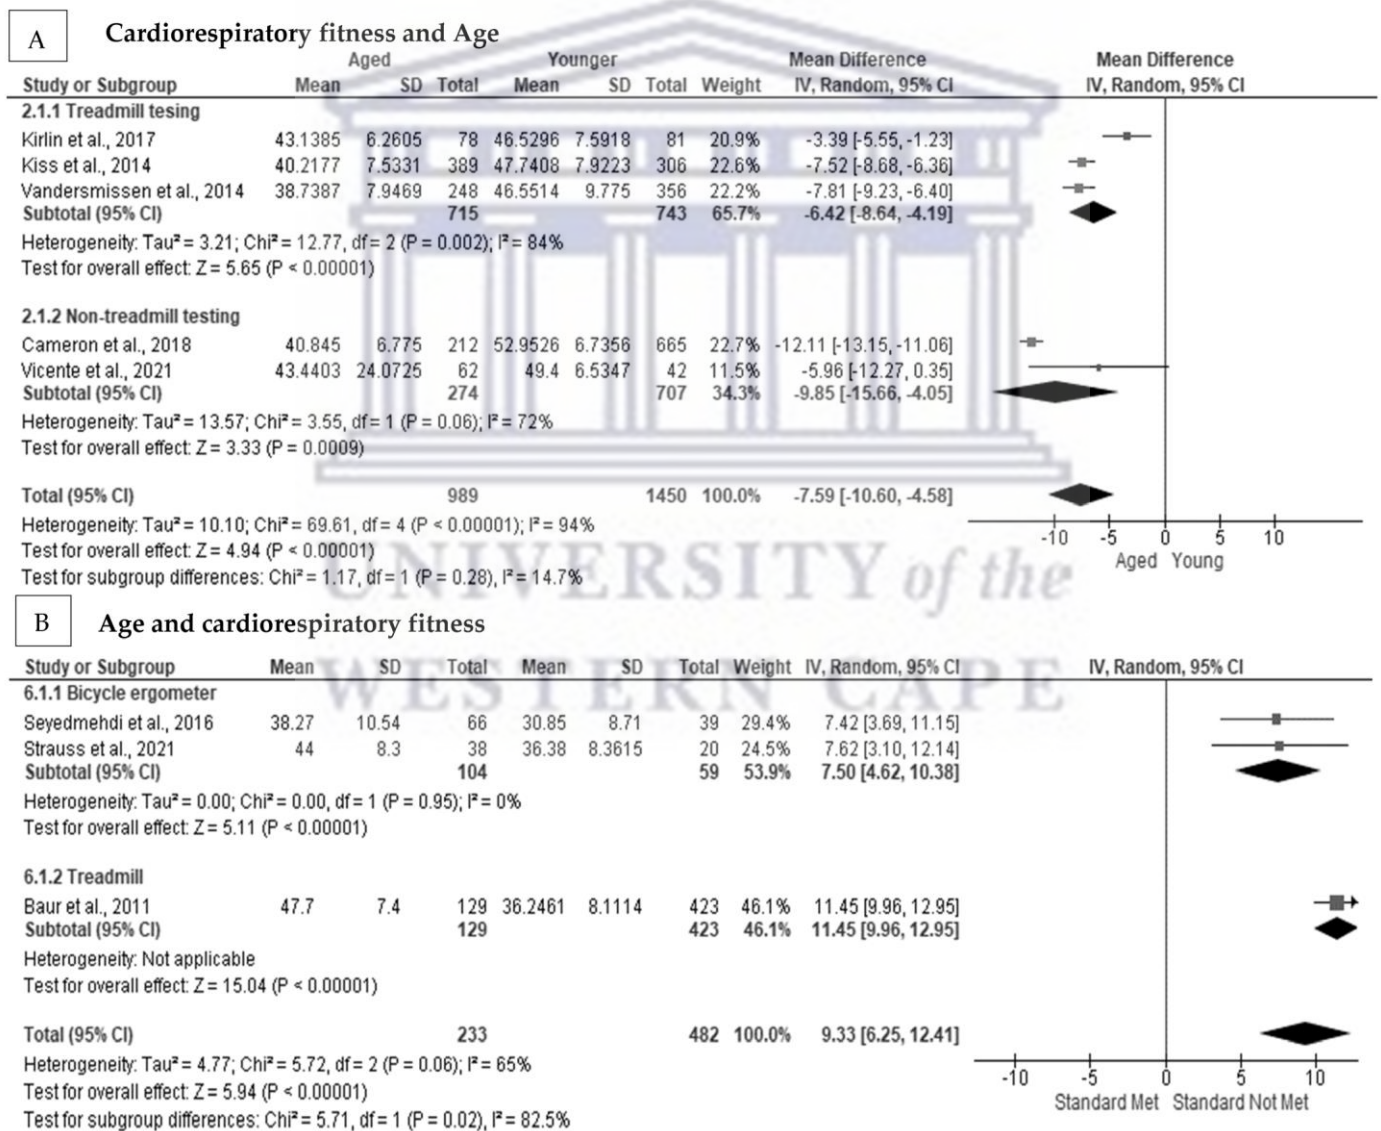 A Cardiorespiratory fitness and Age
Aged Younger Mean Difference Mean Difference
Study or Subgroup Mean SD Total Mean SD Total Weight IV, Random, 95% CI IV, Random, 95% CI
2.1.1 Treadmill tesing
Kirlin et al., 2017 43.1385 6.2605 78 46.5296 7.5918 81 20.9% -3.39 [-5.55, -1.23]
Kiss et al., 2014 40.2177 7.5331 389 47.7408 7.9223 306 22.6% -7.52 [-8.68, -6.36]
Vandersmissen et al., 2014 38.7387 7.9469 248 46.5514 9.775 356 22.2% -7.81 [-9.23, -6.40]
Subtotal (95% CI) 715 743 65.7% -6.42 [-8.64, -4.19]
Heterogeneity: Tau² = 3.21; Chi² = 12.77, df = 2 (P = 0.002); I² = 84%
Test for overall effect: Z = 5.65 (P < 0.00001)
2.1.2 Non-treadmill testing
Cameron et al., 2018 40.845 6.775 212 52.9526 6.7356 665 22.7% -12.11 [-13.15, -11.06]
Vicente et al., 2021 43.4403 24.0725 62 49.4 6.5347 42 11.5% -5.96 [-12.27, 0.35]
Subtotal (95% CI) 274 707 34.3% -9.85 [-15.66, -4.05]
Heterogeneity: Tau² = 13.57; Chi² = 3.55, df = 1 (P = 0.06); I² = 72%
Test for overall effect: Z = 3.33 (P = 0.0009)
Total (95% CI) 989 1450 100.0% -7.59 [-10.60, -4.58]
Heterogeneity: Tau² = 10.10; Chi² = 69.61, df = 4 (P < 0.00001); I² = 94%
Test for overall effect: Z = 4.94 (P < 0.00001)
Test for subgroup differences: Chi² = 1.17, df = 1 (P = 0.28), I² = 14.7%
-10 -5 0 5 10
Aged Young
UNIVERSITY of the
WESTERN CAPE
B Age and cardiorespiratory fitness
Study or Subgroup Mean SD Total Mean SD Total Weight IV, Random, 95% CI IV, Random, 95% CI
6.1.1 Bicycle ergometer
Seyedmehdi et al., 2016 38.27 10.54 66 30.85 8.71 39 29.4% 7.42 [3.69, 11.15]
Strauss et al., 2021 44 8.3 38 36.38 8.3615 20 24.5% 7.62 [3.10, 12.14]
Subtotal (95% CI) 104 59 53.9% 7.50 [4.62, 10.38]
Heterogeneity: Tau² = 0.00; Chi² = 0.00, df = 1 (P = 0.95); I² = 0%
Test for overall effect: Z = 5.11 (P < 0.00001)
6.1.2 Treadmill
Baur et al., 2011 47.7 7.4 129 36.2461 8.1114 423 46.1% 11.45 [9.96, 12.95]
Subtotal (95% CI) 129 423 46.1% 11.45 [9.96, 12.95]
Heterogeneity: Not applicable
Test for overall effect: Z = 15.04 (P < 0.00001)
Total (95% CI) 233 482 100.0% 9.33 [6.25, 12.41]
Heterogeneity: Tau² = 4.77; Chi² = 5.72, df = 2 (P = 0.06); I² = 65%
Test for overall effect: Z = 5.94 (P < 0.00001)
Test for subgroup differences: Chi² = 5.71, df = 1 (P = 0.02), I² = 82.5%
-10 -5 0 5 10
Standard Met Standard Not Met